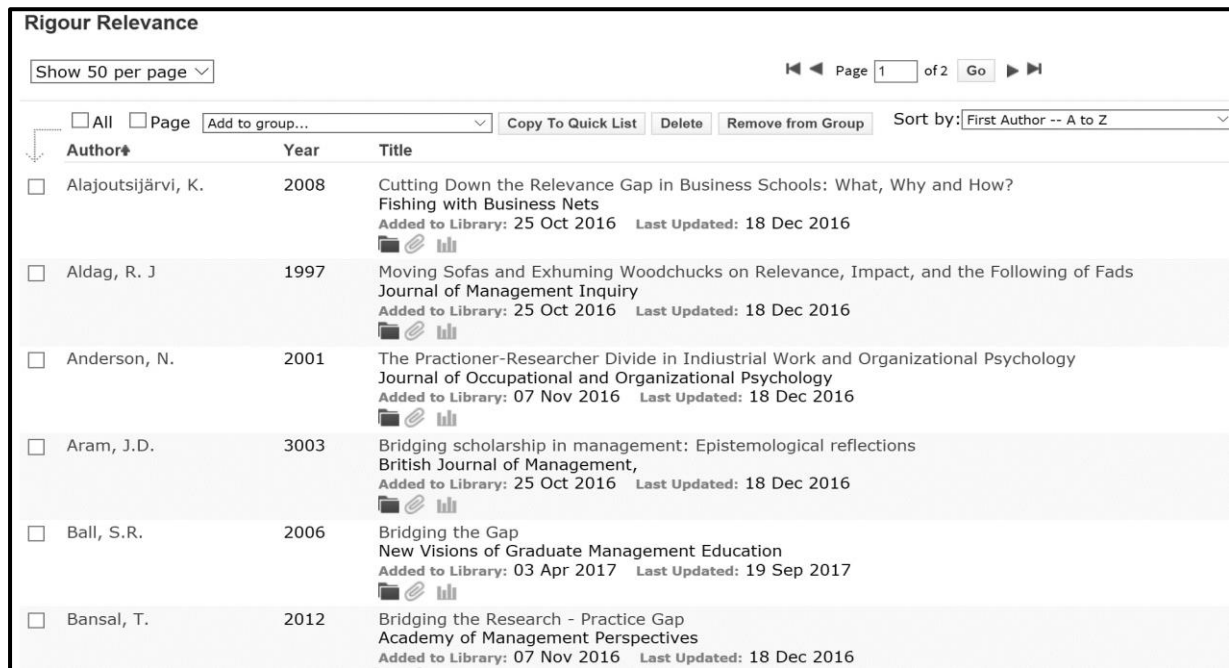 Rigour Relevance
Show 50 per page
Page 1 of 2 Go
All Page Add to group... Copy To Quick List Delete Remove from Group Sort by: First Author -- A to Z
Author Year Title
Alajoutsijärvi, K. 2008 Cutting Down the Relevance Gap in Business Schools: What, Why and How?
Fishing with Business Nets
Added to Library: 25 Oct 2016 Last Updated: 18 Dec 2016
Aldag, R. J 1997 Moving Sofas and Exhuming Woodchucks on Relevance, Impact, and the Following of Fads
Journal of Management Inquiry
Added to Library: 25 Oct 2016 Last Updated: 18 Dec 2016
Anderson, N. 2001 The Practioner-Researcher Divide in Indiustrial Work and Organizational Psychology
Journal of Occupational and Organizational Psychology
Added to Library: 07 Nov 2016 Last Updated: 18 Dec 2016
Aram, J.D. 3003 Bridging scholarship in management: Epistemological reflections
British Journal of Management,
Added to Library: 25 Oct 2016 Last Updated: 18 Dec 2016
Ball, S.R. 2006 Bridging the Gap
New Visions of Graduate Management Education
Added to Library: 03 Apr 2017 Last Updated: 19 Sep 2017
Bansal, T. 2012 Bridging the Research - Practice Gap
Academy of Management Perspectives
Added to Library: 07 Nov 2016 Last Updated: 18 Dec 2016